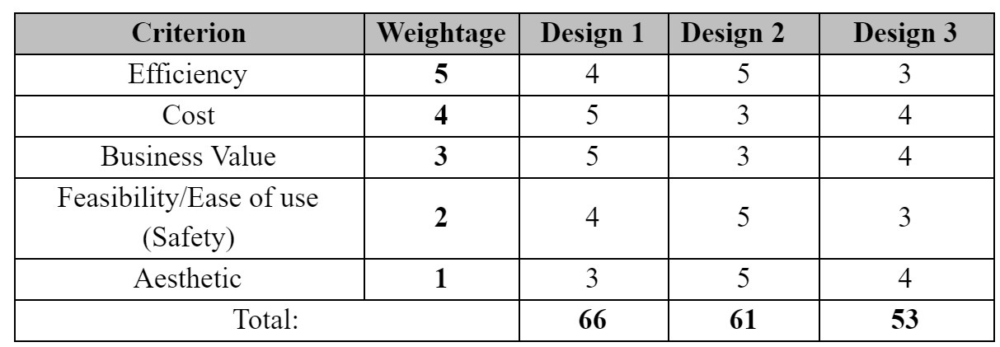 Criterion Weightage Design 1 Design 2 Design 3
Efficiency 5 4 5 3
Cost 4 5 3 4
Business Value 3 5 3 4
Feasibility/Ease of use
(Safety) 2 4 5 3
Aesthetic 1 3 5 4
Total: 66 61 53